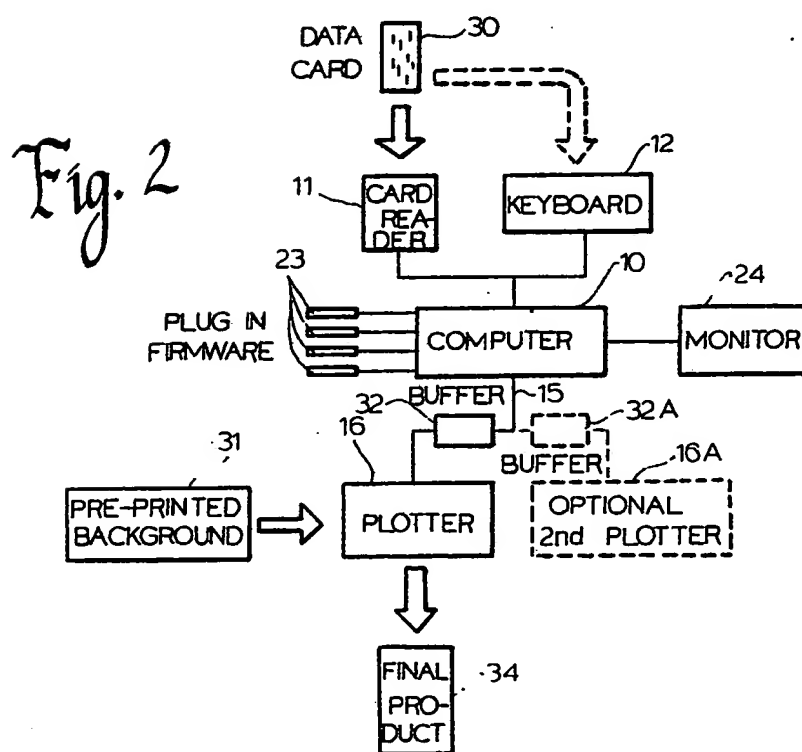 Fig. 2
DATA
CARD
30
11
CARD
REA-
DER
12
KEYBOARD
23
PLUG IN
FIRMWARE
10
COMPUTER
24
MONITOR
BUFFER
15
32
32A
BUFFER
16
16A
31
PRE-PRINTED
BACKGROUND
PLOTTER
OPTIONAL
2nd PLOTTER
FINAL
PRO-
DUCT
34